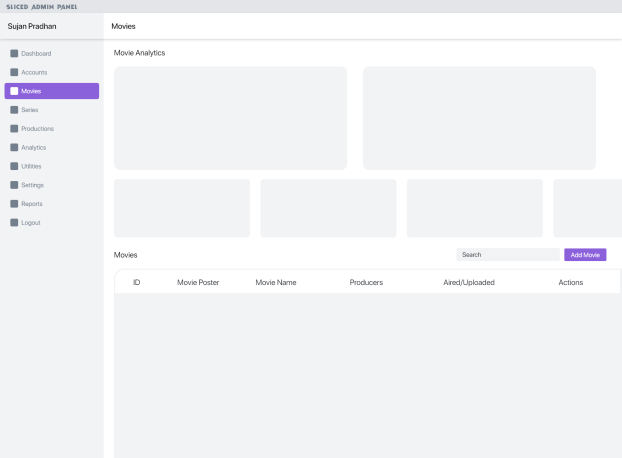 SLICED ADMIN PANEL
Sujan Pradhan
Movies
Dashboard
Accounts
Movies
Series
Productions
Analytics
Utilities
Settings
Reports
Logout
Movie Analytics
Movies
Search
Add Movie
ID Movie Poster Movie Name Producers Aired/Uploaded Actions